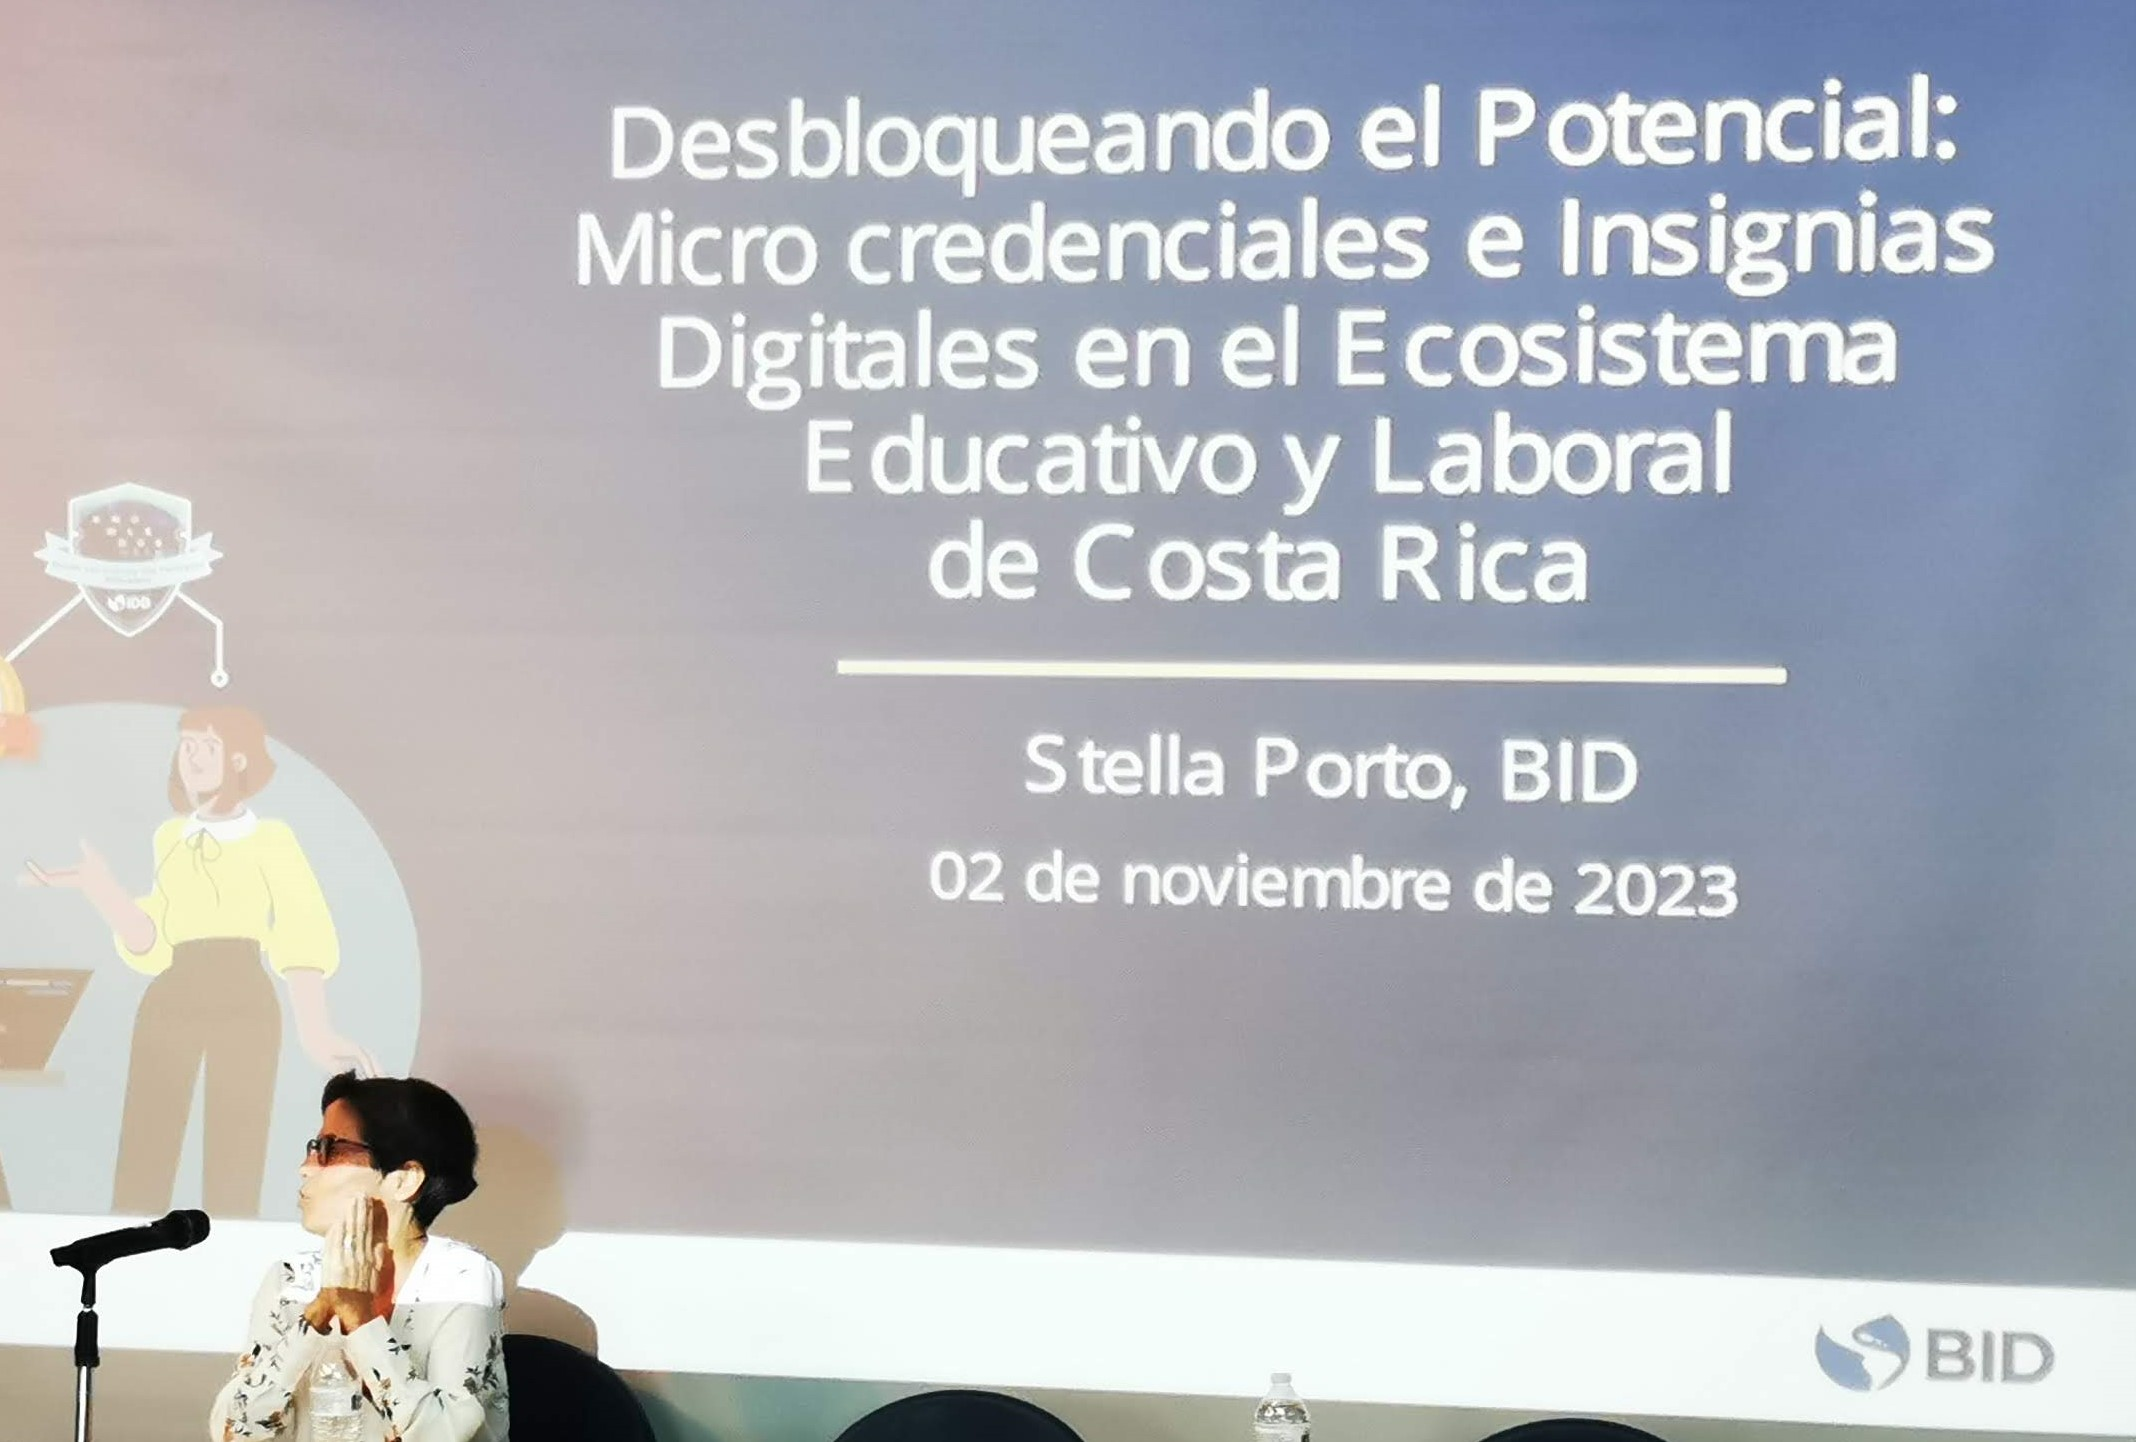 Desbloqueando el Potencial:
Micro credenciales e Insignias
Digitales en el Ecosistema
Educativo y Laboral
de Costa Rica
Stella Porto, BID
02 de noviembre de 2023
IDB
BID